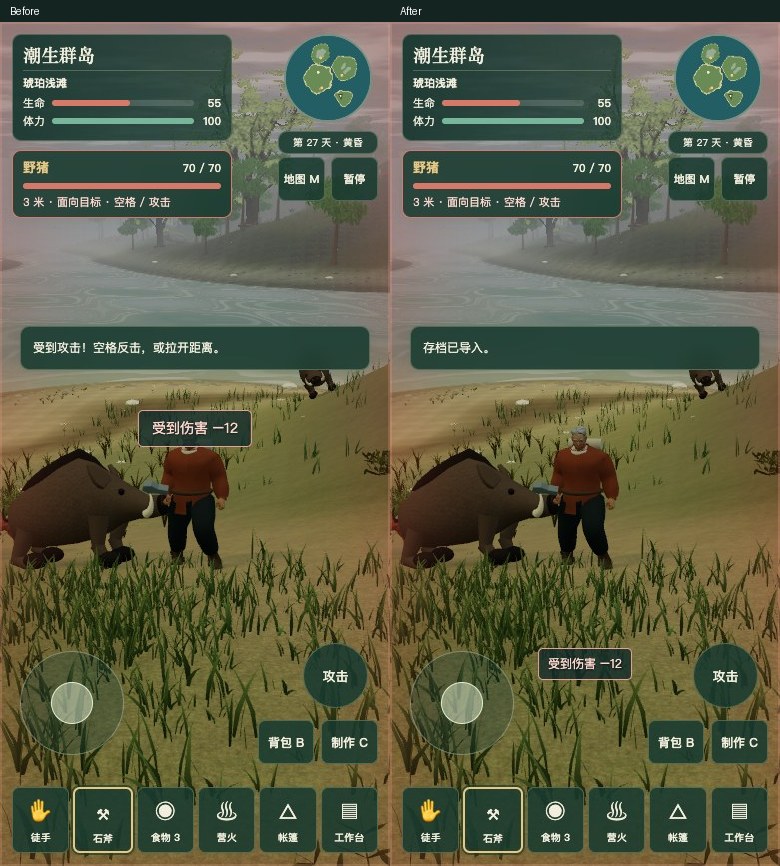 Before
潮生群岛
琥珀浅滩
生命 55
体力 100
第 27 天 · 黄昏
野猪 70 / 70
3 米 · 面向目标 · 空格 / 攻击
地图 M
暂停
受到攻击！空格反击，或拉开距离。
受到伤害 −12
攻击
背包 B
制作 C
徒手
石斧
食物 3
营火
帐篷
工作台
After
潮生群岛
琥珀浅滩
生命 55
体力 100
第 27 天 · 黄昏
野猪 70 / 70
3 米 · 面向目标 · 空格 / 攻击
地图 M
暂停
存档已导入。
受到伤害 −12
攻击
背包 B
制作 C
徒手
石斧
食物 3
营火
帐篷
工作台